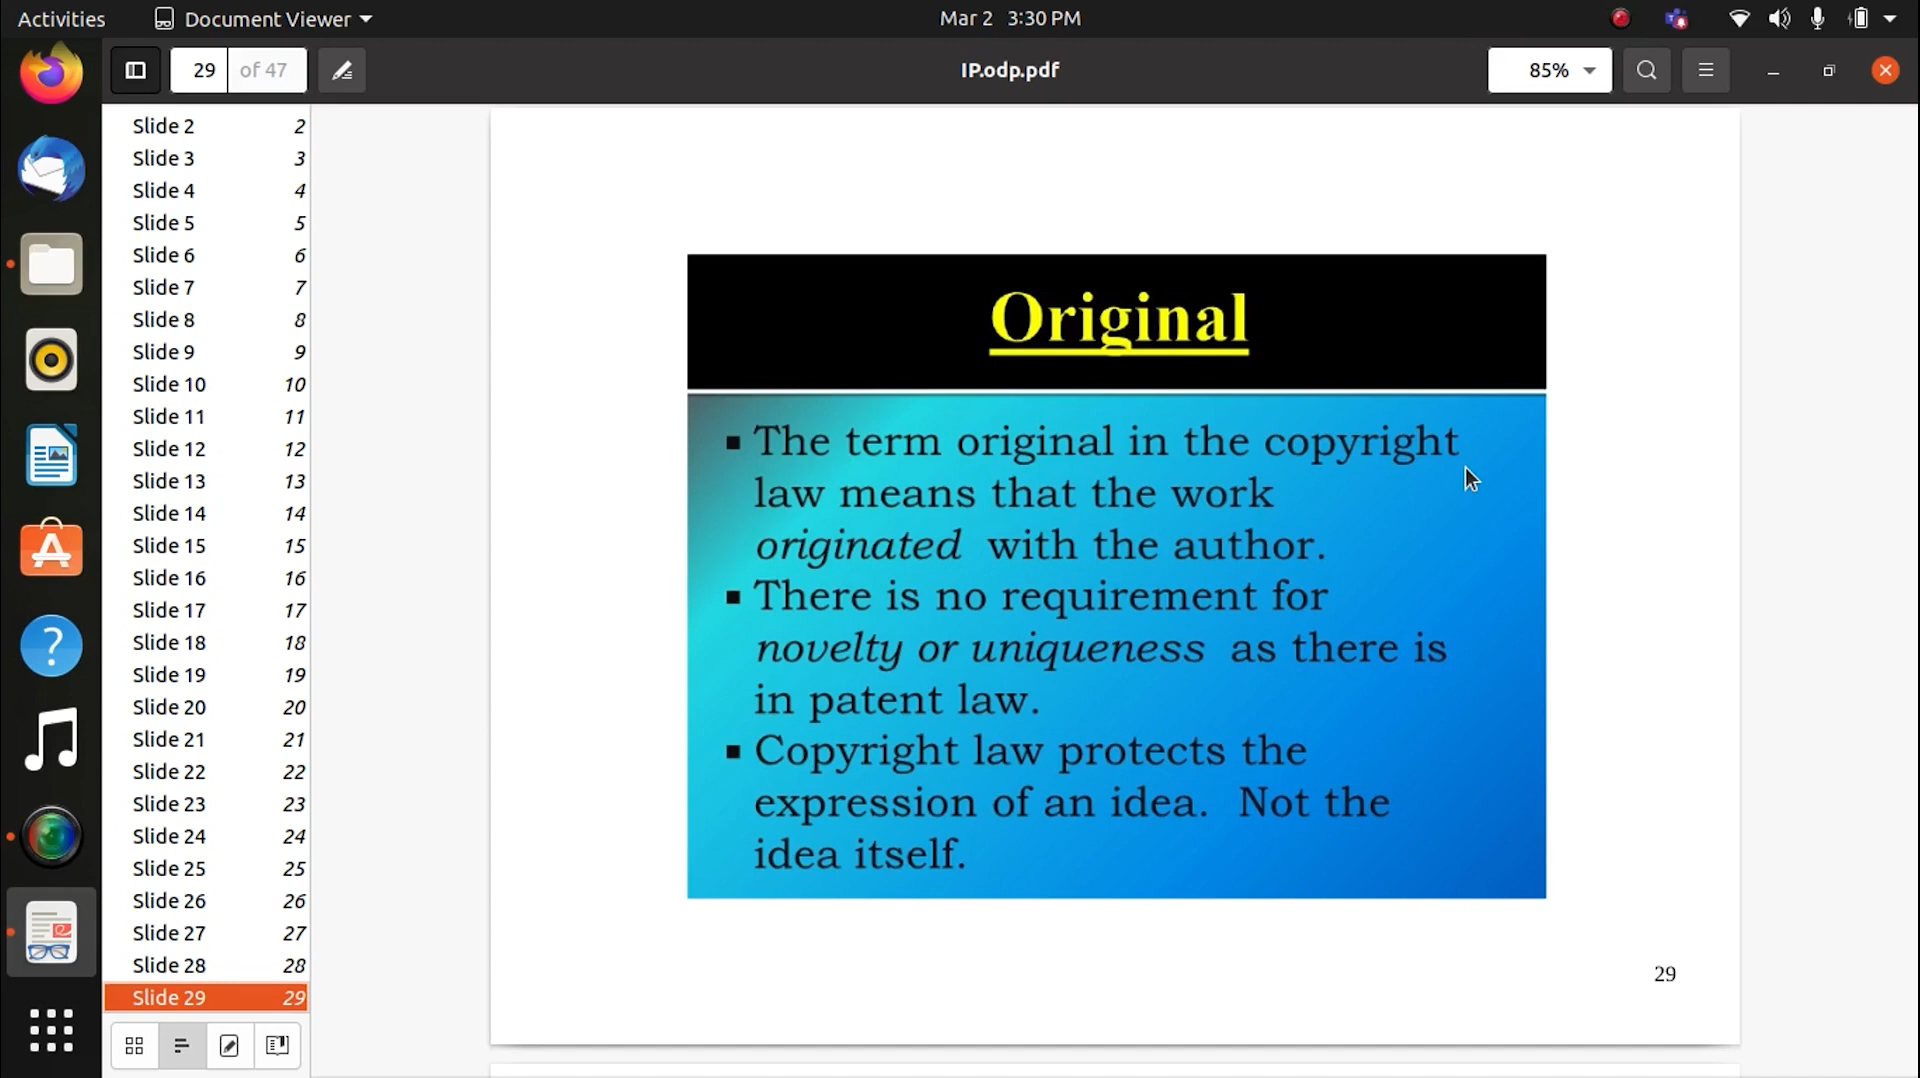 Activities
Document Viewer
Mar 2 3:30 PM
29 of 47
IP.odp.pdf
85%
Slide 2 2
Slide 3 3
Slide 4 4
Slide 5 5
Slide 6 6
Slide 7 7
Slide 8 8
Slide 9 9
Slide 10 10
Slide 11 11
Slide 12 12
Slide 13 13
Slide 14 14
Slide 15 15
Slide 16 16
Slide 17 17
Slide 18 18
Slide 19 19
Slide 20 20
Slide 21 21
Slide 22 22
Slide 23 23
Slide 24 24
Slide 25 25
Slide 26 26
Slide 27 27
Slide 28 28
Slide 29 29
Original
▪ The term original in the copyright
law means that the work
originated with the author.
▪ There is no requirement for
novelty or uniqueness as there is
in patent law.
▪ Copyright law protects the
expression of an idea. Not the
idea itself.
29